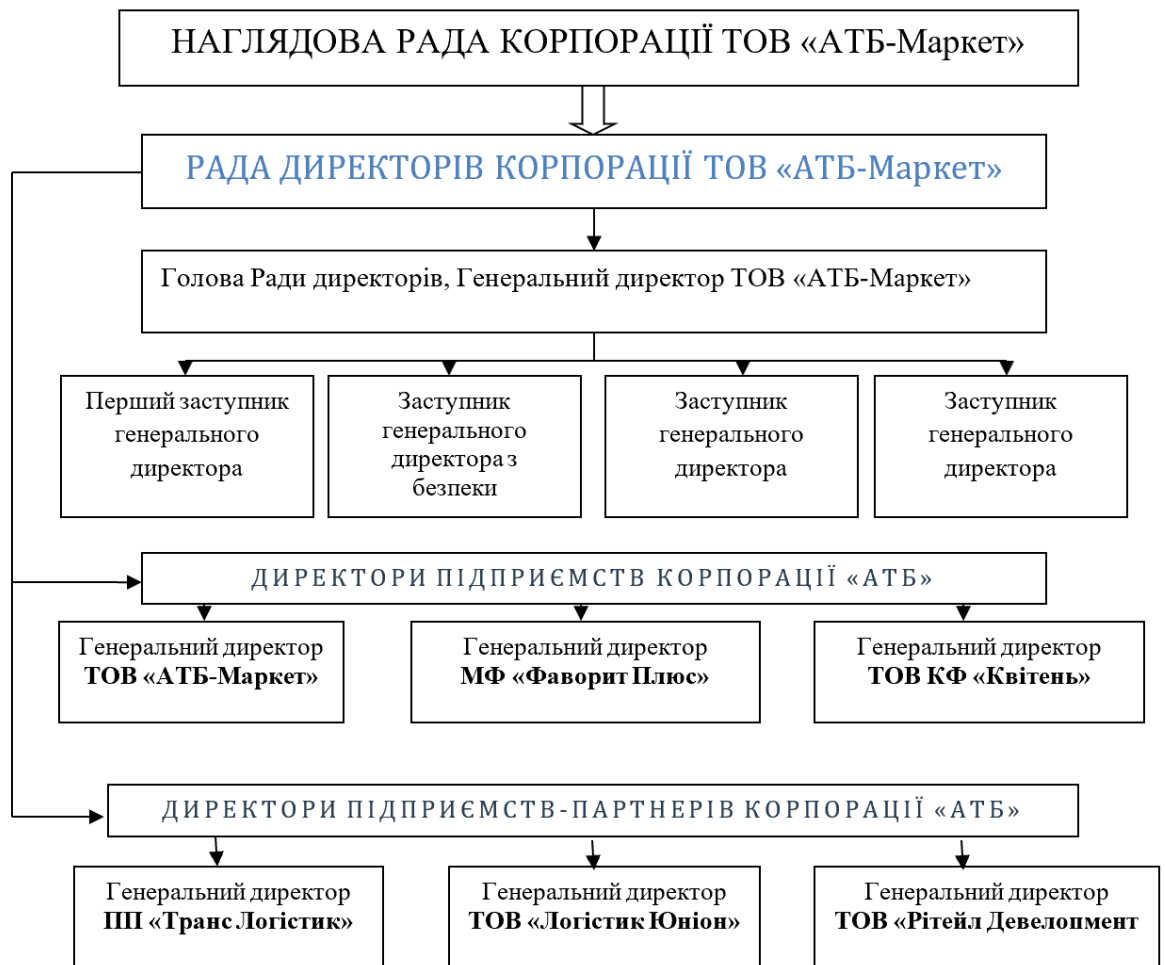 НАГЛЯДОВА РАДА КОРПОРАЦІЇ ТОВ «АТБ-Маркет»
РАДА ДИРЕКТОРІВ КОРПОРАЦІЇ ТОВ «АТБ-Маркет»
Голова Ради директорів, Генеральний директор ТОВ «АТБ-Маркет»
Перший заступник
генерального
директора
Заступник
генерального
директора з
безпеки
Заступник
генерального
директора
Заступник
генерального
директора
ДИРЕКТОРИ ПІДПРИЄМСТВ КОРПОРАЦІЇ «АТБ»
Генеральний директор
ТОВ «АТБ-Маркет»
Генеральний директор
МФ «Фаворит Плюс»
Генеральний директор
ТОВ КФ «Квітень»
ДИРЕКТОРИ ПІДПРИЄМСТВ-ПАРТНЕРІВ КОРПОРАЦІЇ «АТБ»
Генеральний директор
ПП «Транс Логістик»
Генеральний директор
ТОВ «Логістик Юніон»
Генеральний директор
ТОВ «Рітейл Девелопмент